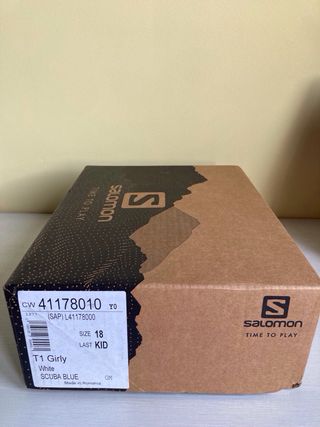 TIME TO PLAY
SALOMON
CW 41178010 Y0
(SAP) L41178000
SIZE 18
LAST KID
T1 Girly
White
SCUBA BLUE GM
Made in Romania
SALOMON
TIME TO PLAY